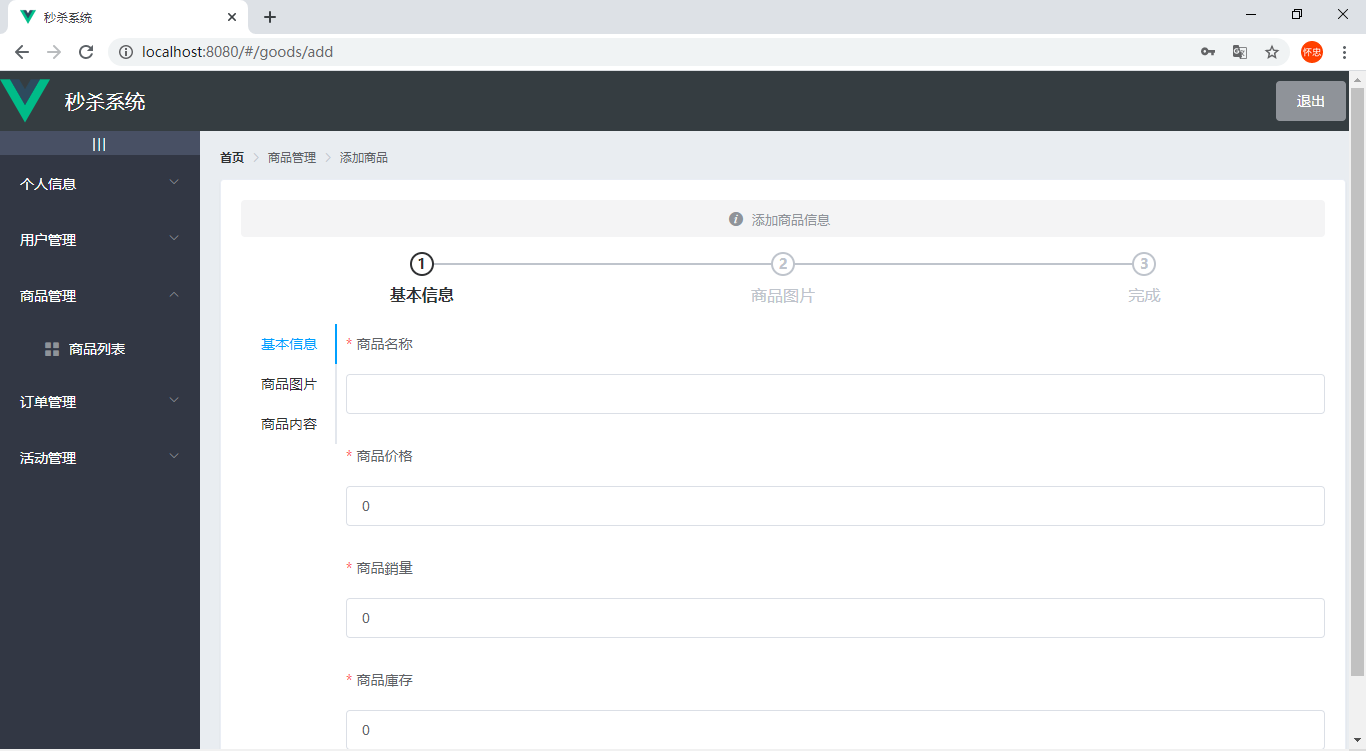 秒杀系统
localhost:8080/#/goods/add
怀忠
秒杀系统
退出
|||
个人信息
用户管理
商品管理
商品列表
订单管理
活动管理
首页 > 商品管理 > 添加商品
添加商品信息
1 2 3
基本信息 商品图片 完成
基本信息
商品图片
商品内容
* 商品名称
* 商品价格
0
* 商品銷量
0
* 商品庫存
0